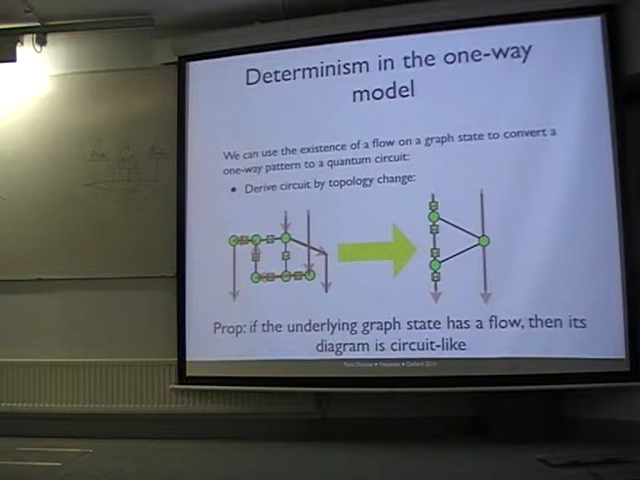 Determinism in the one-way
model
We can use the existence of a flow on a graph state to convert a
one-way pattern to a quantum circuit:
• Derive circuit by topology change:
Prop: if the underlying graph state has a flow, then its
diagram is circuit-like